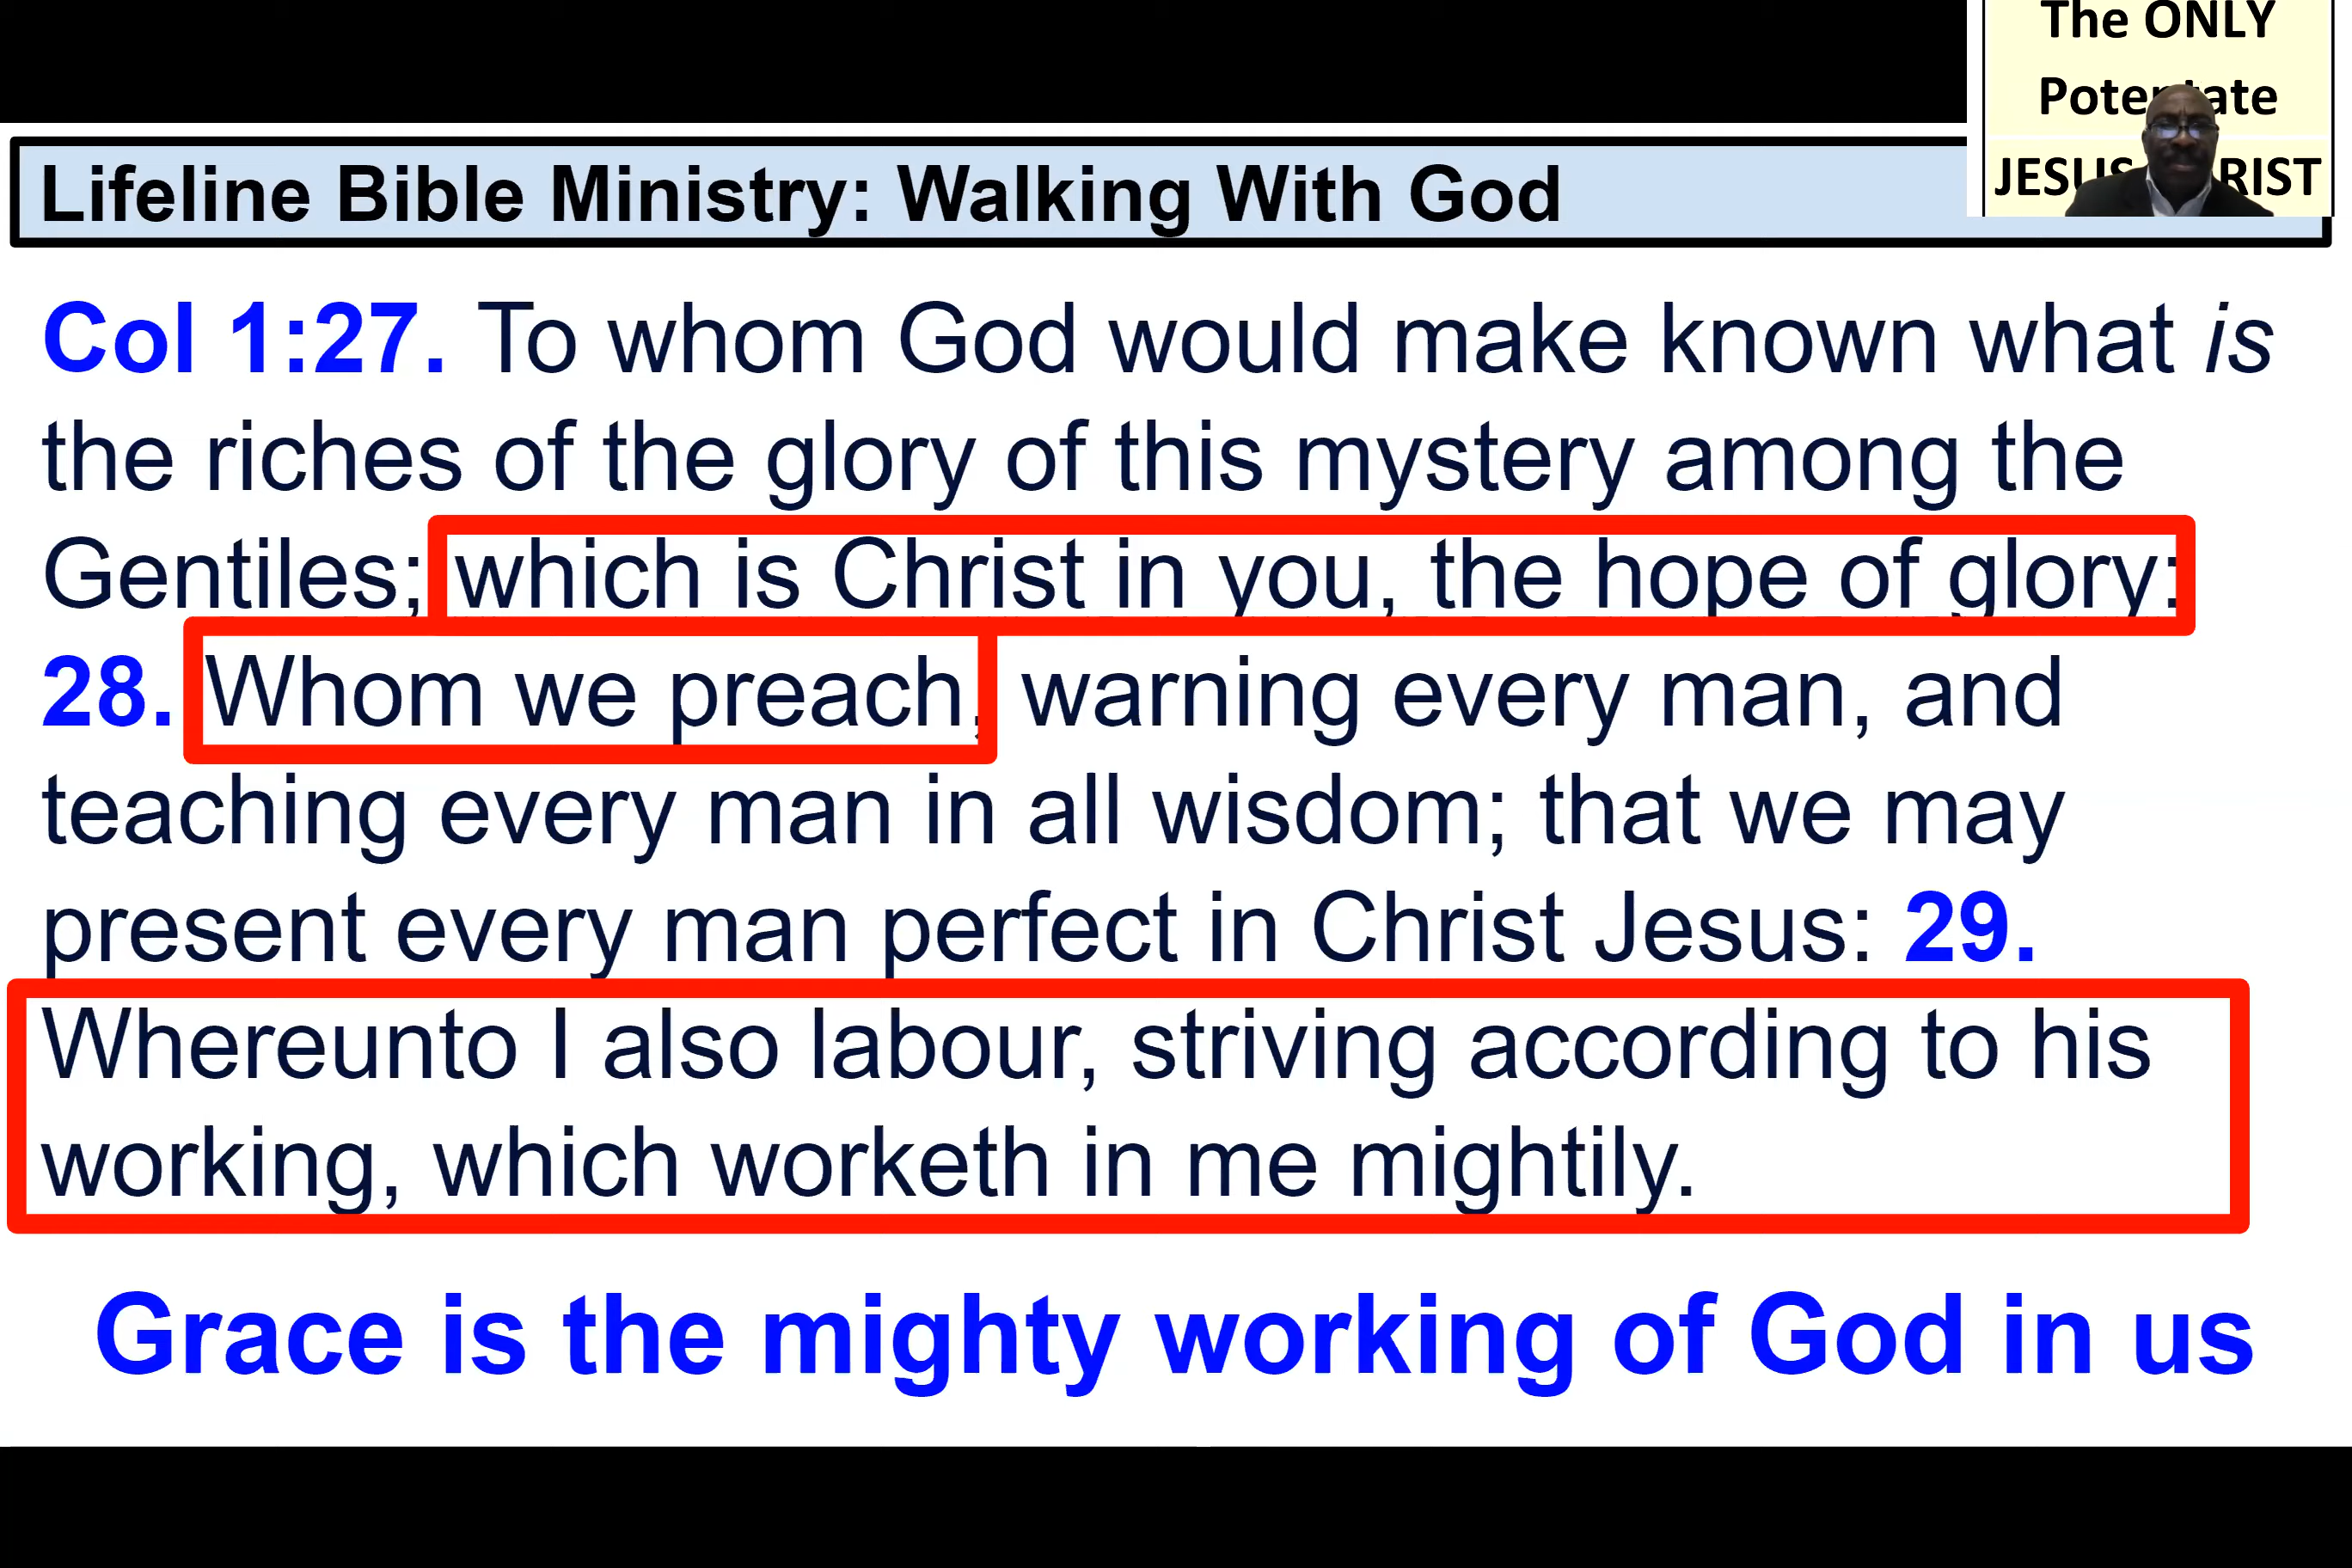 The ONLY
Potentate
JESUS CHRIST
Lifeline Bible Ministry: Walking With God
Col 1:27. To whom God would make known what is
the riches of the glory of this mystery among the
Gentiles; which is Christ in you, the hope of glory:
28. Whom we preach, warning every man, and
teaching every man in all wisdom; that we may
present every man perfect in Christ Jesus: 29.
Whereunto I also labour, striving according to his
working, which worketh in me mightily.
Grace is the mighty working of God in us